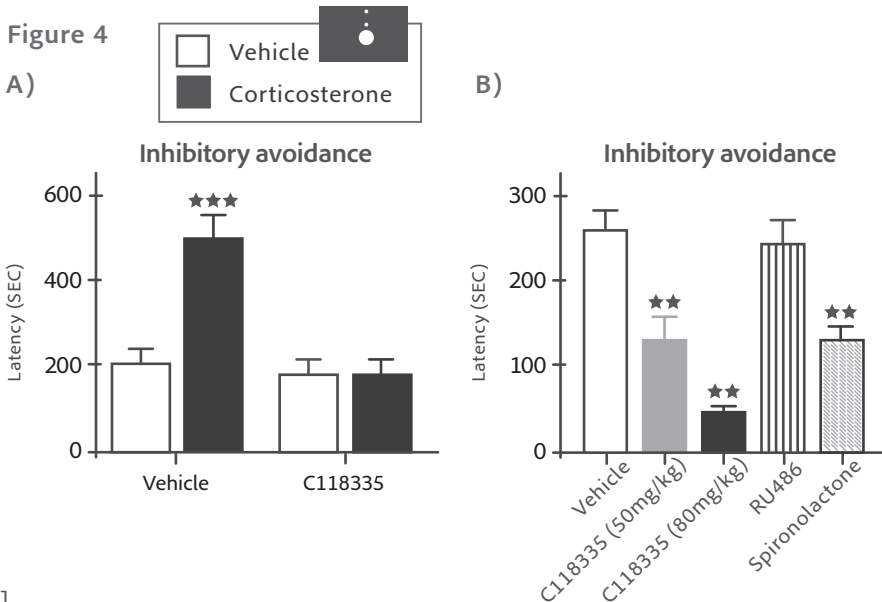 Figure 4
Vehicle
Corticosterone
A)
B)
Inhibitory avoidance
Latency (SEC)
600
★★★
400
200
0
Vehicle
C118335
Inhibitory avoidance
Latency (SEC)
300
200
100
0
★★
★★
★★
Vehicle
C118335 (50mg/kg)
C118335 (80mg/kg)
RU486
Spironolactone
]